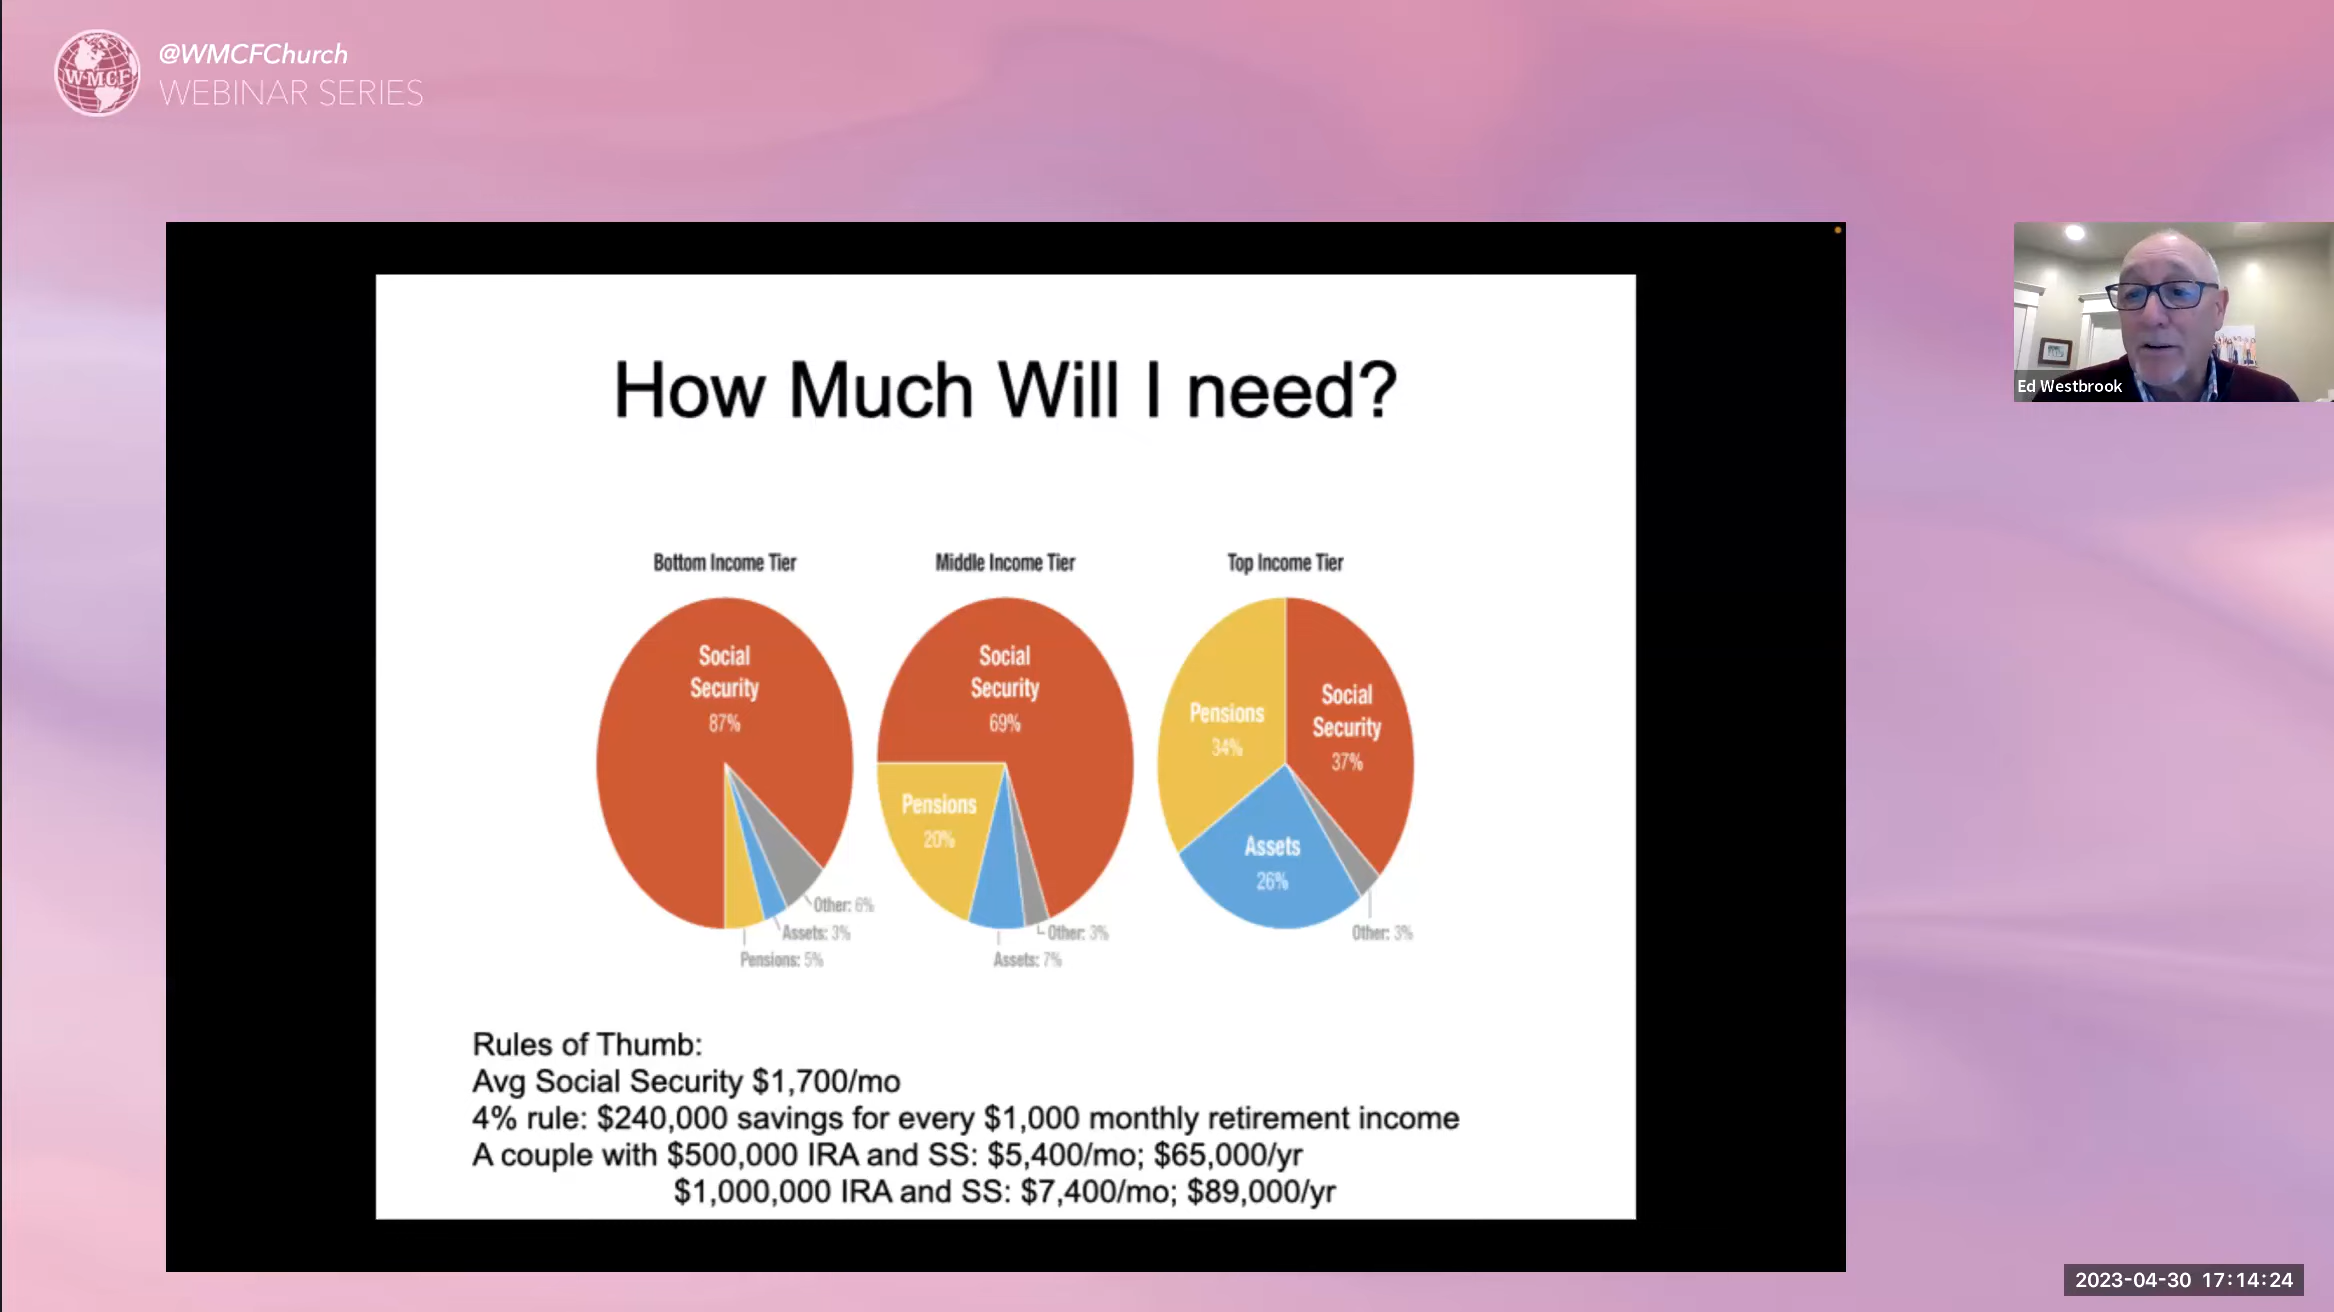 @WMCFChurch
WEBINAR SERIES
WMCF
Ed Westbrook
How Much Will I need?
Bottom Income Tier
Social
Security
87%
Other: 6%
Assets: 3%
Pensions: 5%
Middle Income Tier
Social
Security
69%
Pensions
20%
Other: 3%
Assets: 7%
Top Income Tier
Pensions
34%
Social
Security
37%
Assets
26%
Other: 3%
Rules of Thumb:
Avg Social Security $1,700/mo
4% rule: $240,000 savings for every $1,000 monthly retirement income
A couple with $500,000 IRA and SS: $5,400/mo; $65,000/yr
$1,000,000 IRA and SS: $7,400/mo; $89,000/yr
2023-04-30 17:14:24